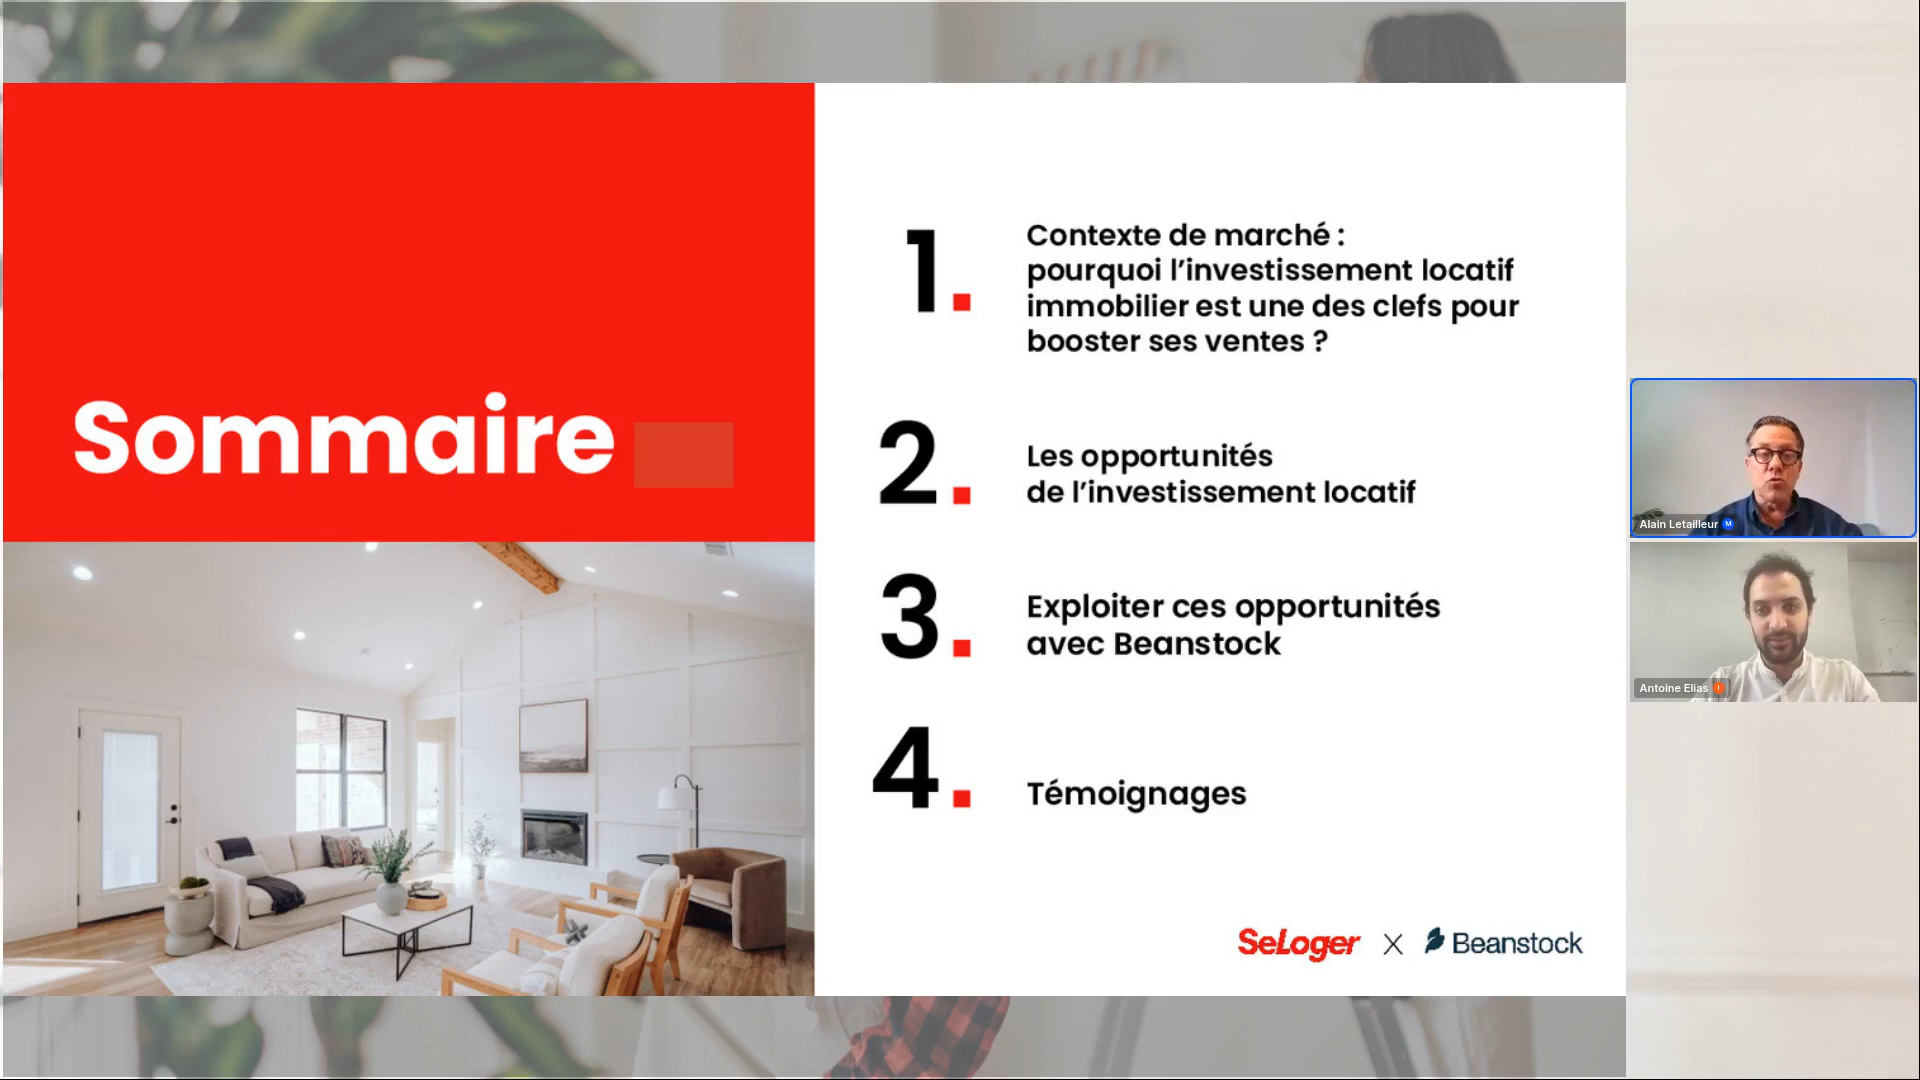 Sommaire
1.
Contexte de marché :
pourquoi l’investissement locatif
immobilier est une des clefs pour
booster ses ventes ?
2.
Les opportunités
de l’investissement locatif
3.
Exploiter ces opportunités
avec Beanstock
4.
Témoignages
SeLoger X Beanstock
Alain Letailleur M
Antoine Elias I